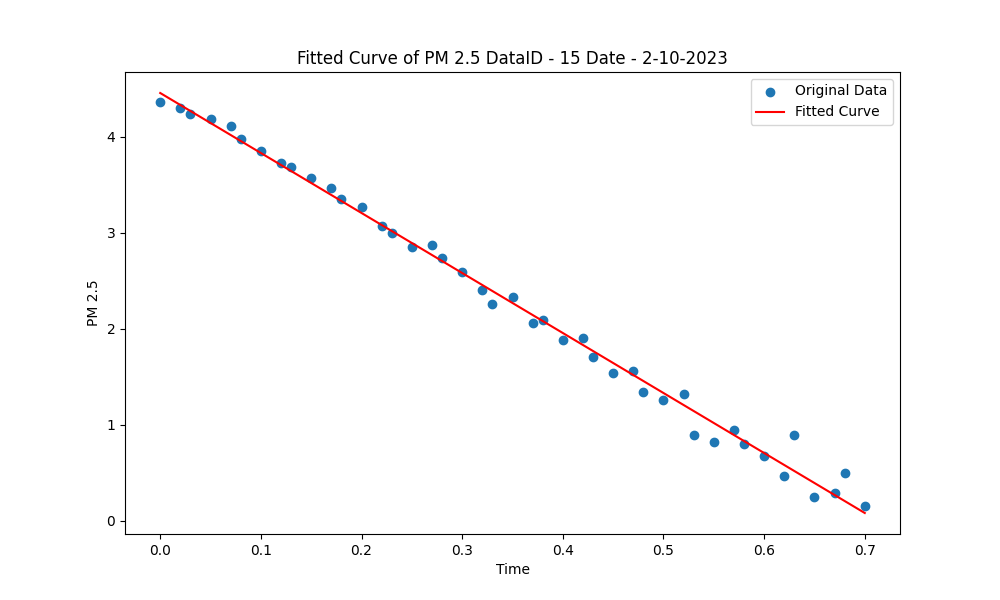 Fitted Curve of PM 2.5 DataID - 15 Date - 2-10-2023
Original Data
Fitted Curve
4
3
2
1
0
PM 2.5
0.0 0.1 0.2 0.3 0.4 0.5 0.6 0.7
Time